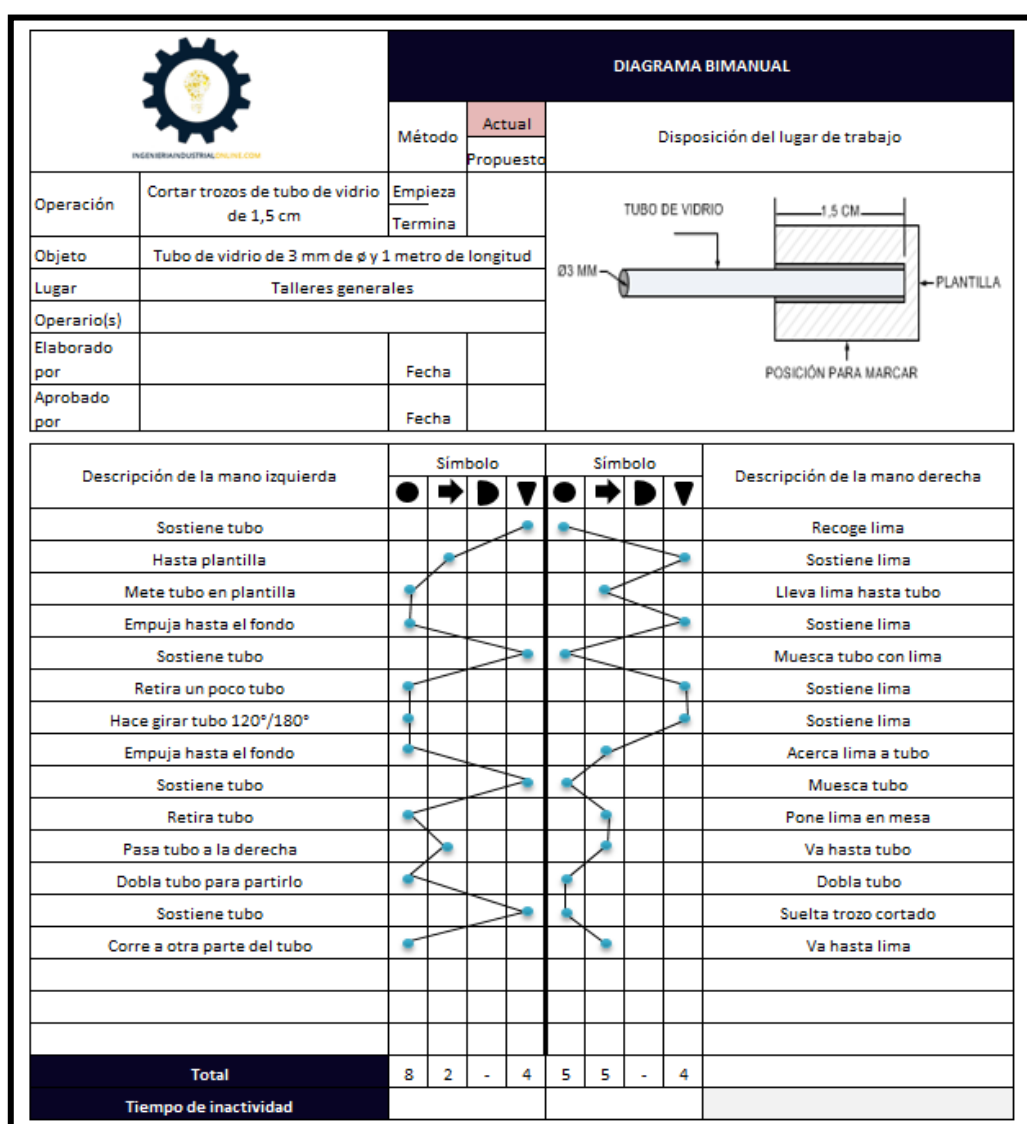 DIAGRAMA BIMANUAL
INGENIERIAINDUSTRIALONLINE.COM
Método
Actual
Propuesto
Disposición del lugar de trabajo
Operación
Cortar trozos de tubo de vidrio
de 1,5 cm
Empieza
Termina
Objeto
Tubo de vidrio de 3 mm de ø y 1 metro de longitud
Lugar
Talleres generales
Operario(s)
Elaborado
por
Fecha
Aprobado
por
Fecha
TUBO DE VIDRIO
1,5 CM
Ø3 MM
PLANTILLA
POSICIÓN PARA MARCAR
Descripción de la mano izquierda
Símbolo
Símbolo
Descripción de la mano derecha
Sostiene tubo
Recoge lima
Hasta plantilla
Sostiene lima
Mete tubo en plantilla
Lleva lima hasta tubo
Empuja hasta el fondo
Sostiene lima
Sostiene tubo
Muesca tubo con lima
Retira un poco tubo
Sostiene lima
Hace girar tubo 120°/180°
Sostiene lima
Empuja hasta el fondo
Acerca lima a tubo
Sostiene tubo
Muesca tubo
Retira tubo
Pone lima en mesa
Pasa tubo a la derecha
Va hasta tubo
Dobla tubo para partirlo
Dobla tubo
Sostiene tubo
Suelta trozo cortado
Corre a otra parte del tubo
Va hasta lima
Total 8 2 - 4 5 5 - 4
Tiempo de inactividad